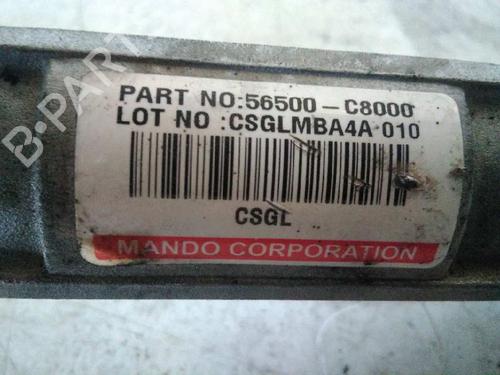 PART NO:56500-C8000
LOT NO :CSGLMBA4A 010
CSGL
MANDO CORPORATION
B-PART